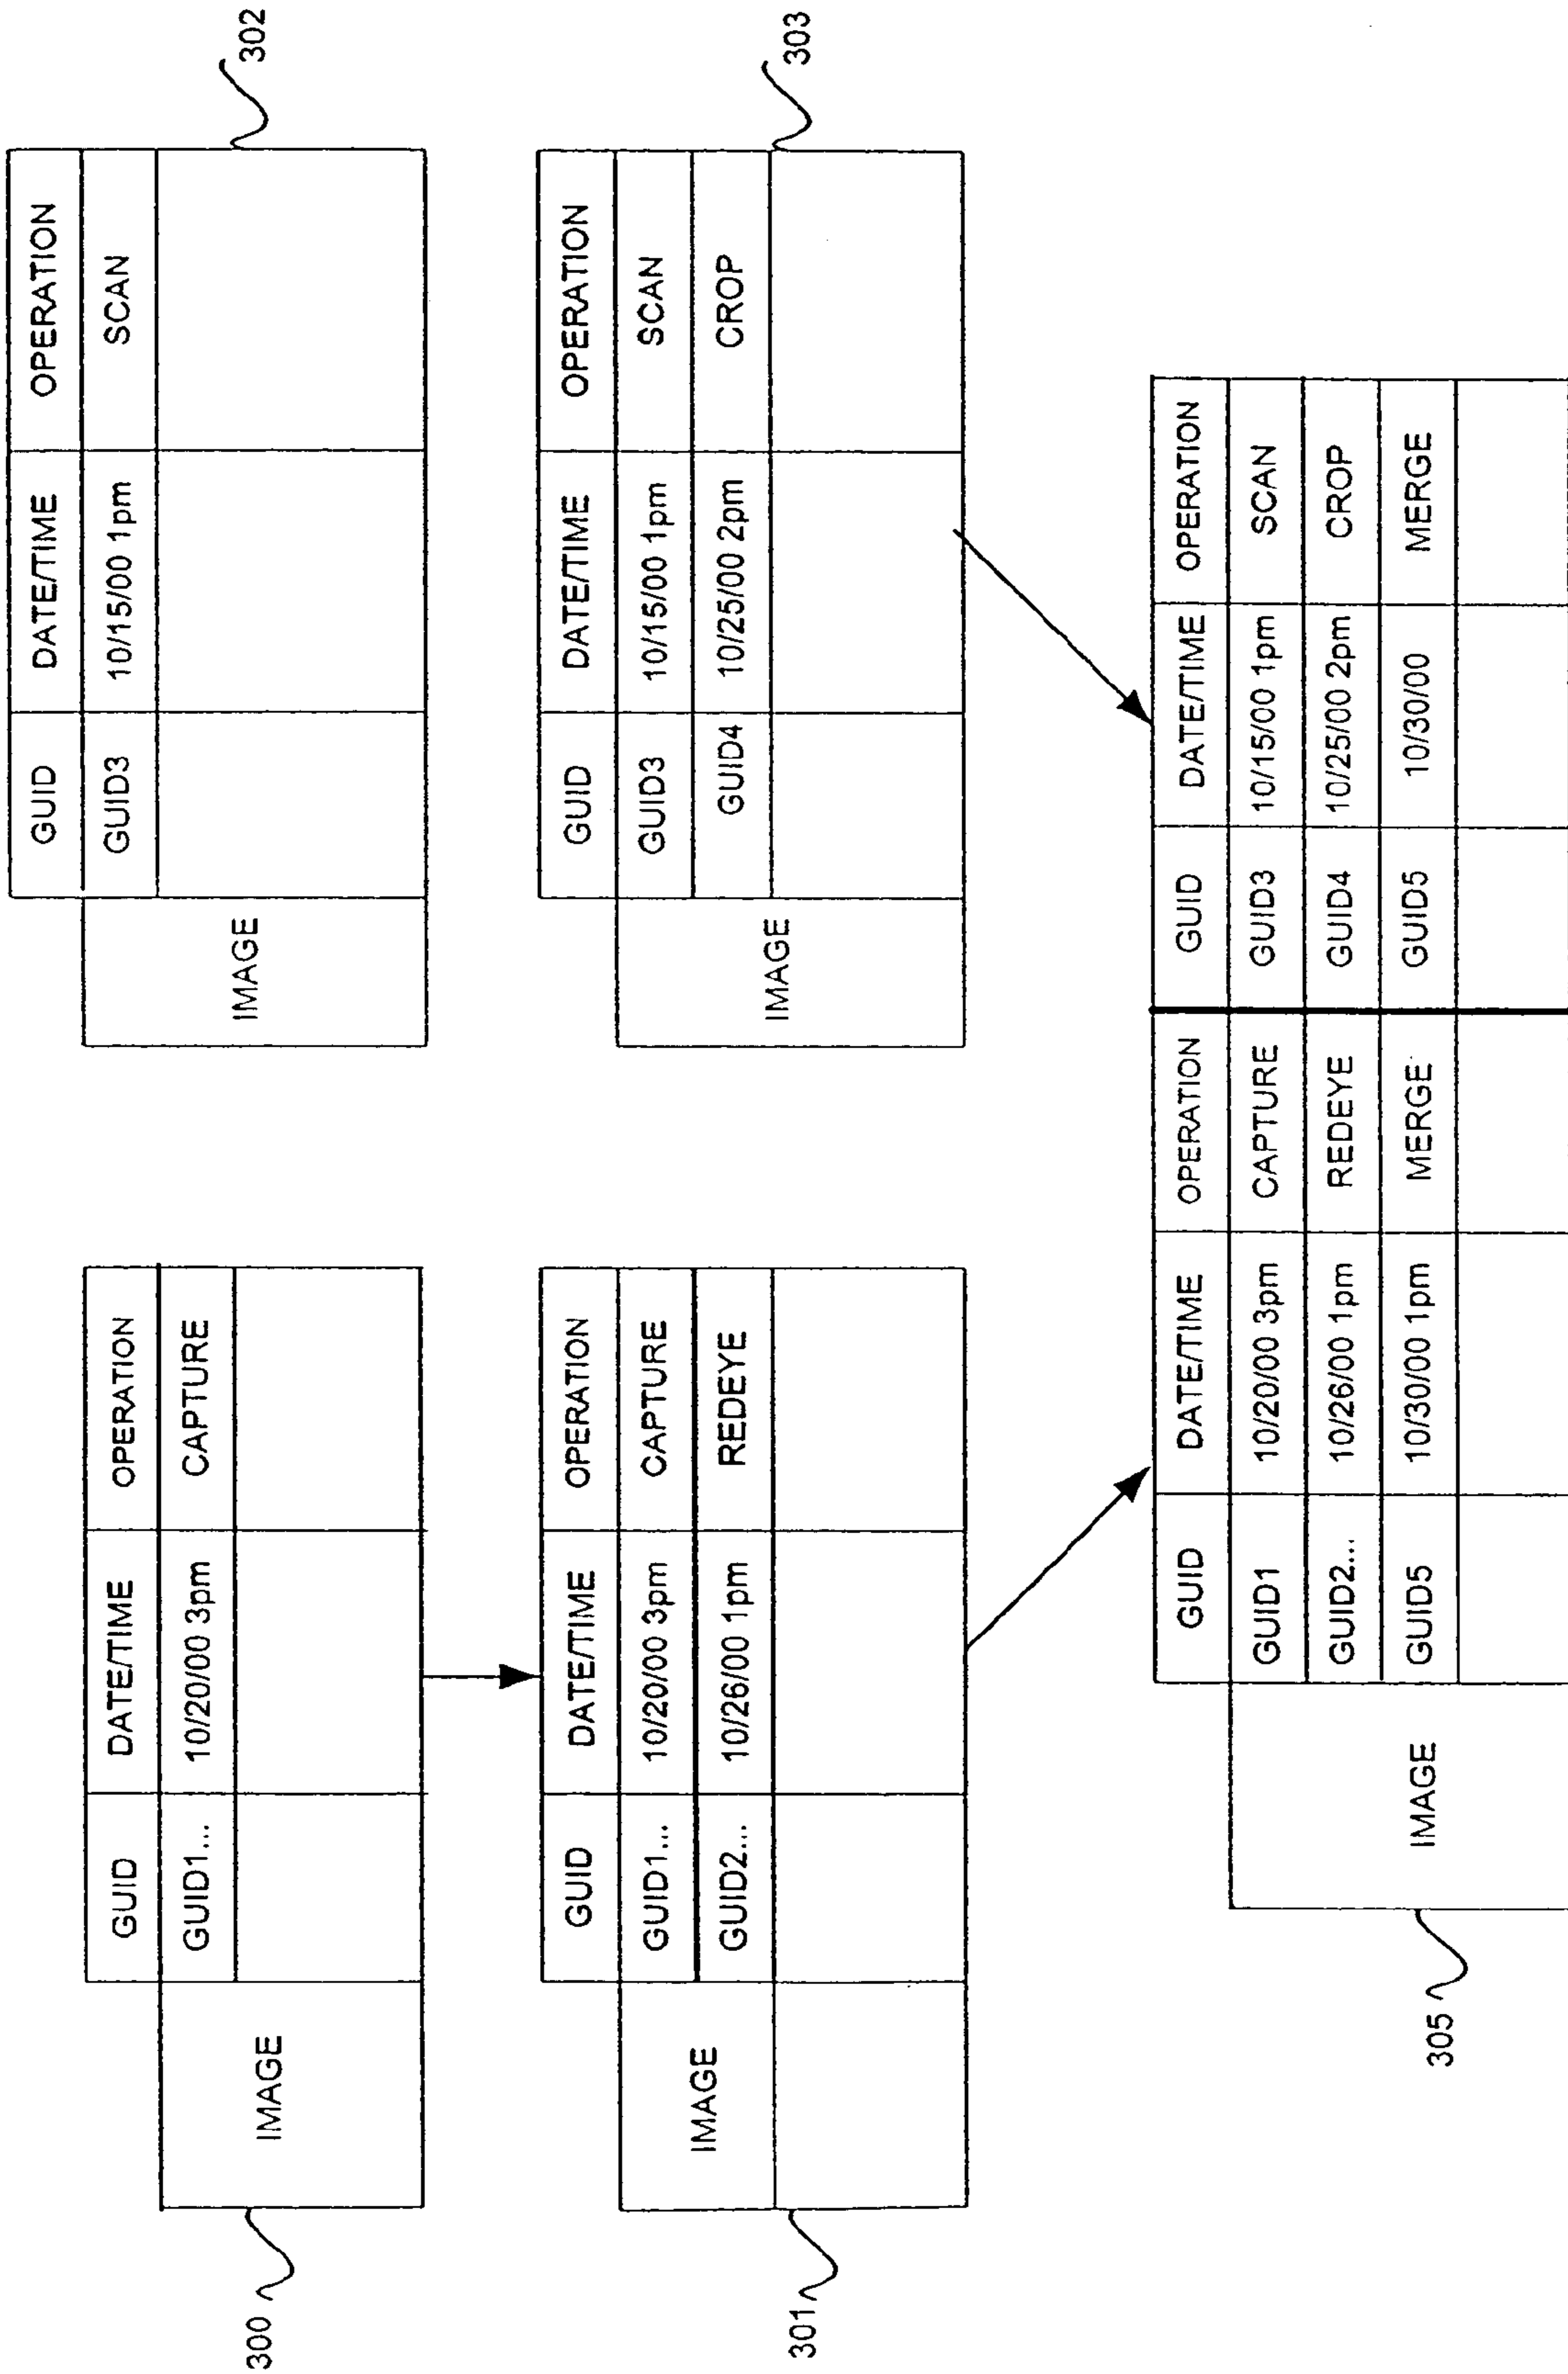 GUID DATE/TIME OPERATION
GUID1... 10/20/00 3pm CAPTURE
IMAGE
300
GUID DATE/TIME OPERATION
GUID3 10/15/00 1pm SCAN
IMAGE
302
GUID DATE/TIME OPERATION
GUID1... 10/20/00 3pm CAPTURE
GUID2... 10/26/00 1pm REDEYE
IMAGE
301
GUID DATE/TIME OPERATION
GUID3 10/15/00 1pm SCAN
GUID4 10/25/00 2pm CROP
IMAGE
303
GUID DATE/TIME OPERATION GUID DATE/TIME OPERATION
GUID1 10/20/00 3pm CAPTURE GUID3 10/15/00 1pm SCAN
GUID2... 10/26/00 1pm REDEYE GUID4 10/25/00 2pm CROP
GUID5 10/30/00 1pm MERGE GUID5 10/30/00 MERGE
IMAGE
305